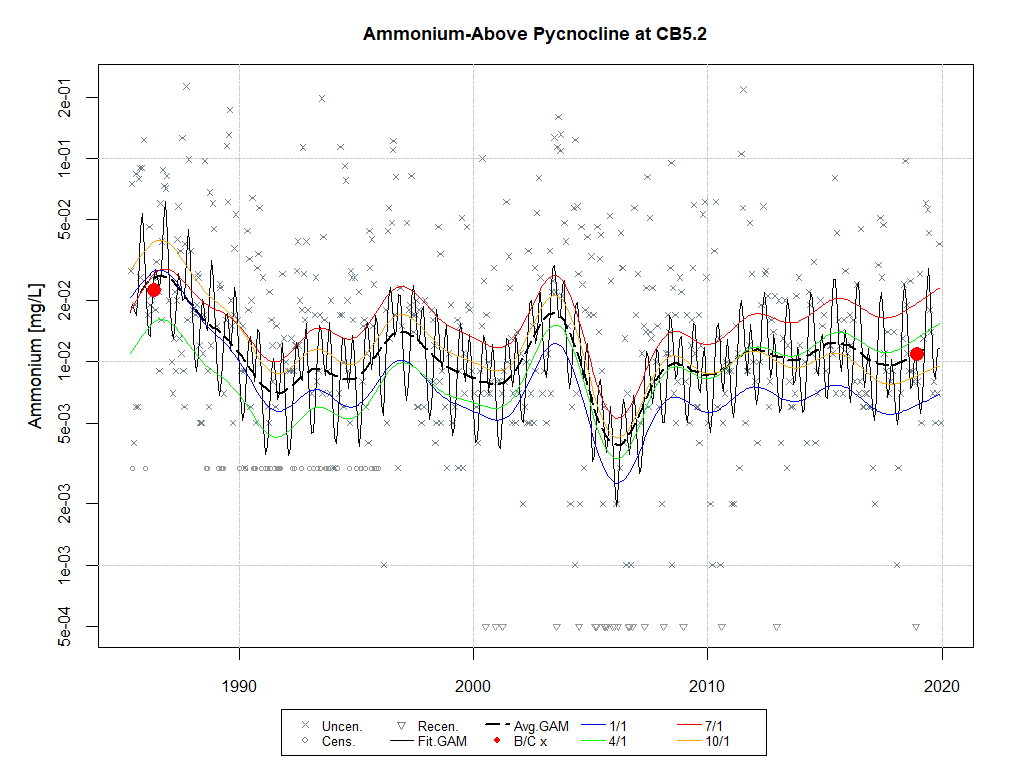 Ammonium-Above Pycnocline at CB5.2
Ammonium [mg/L]
2e-01
1e-01
5e-02
2e-02
1e-02
5e-03
2e-03
1e-03
5e-04
1990 2000 2010 2020
Uncen. Recen. Avg.GAM 1/1 7/1
Cens. Fit.GAM B/C x 4/1 10/1